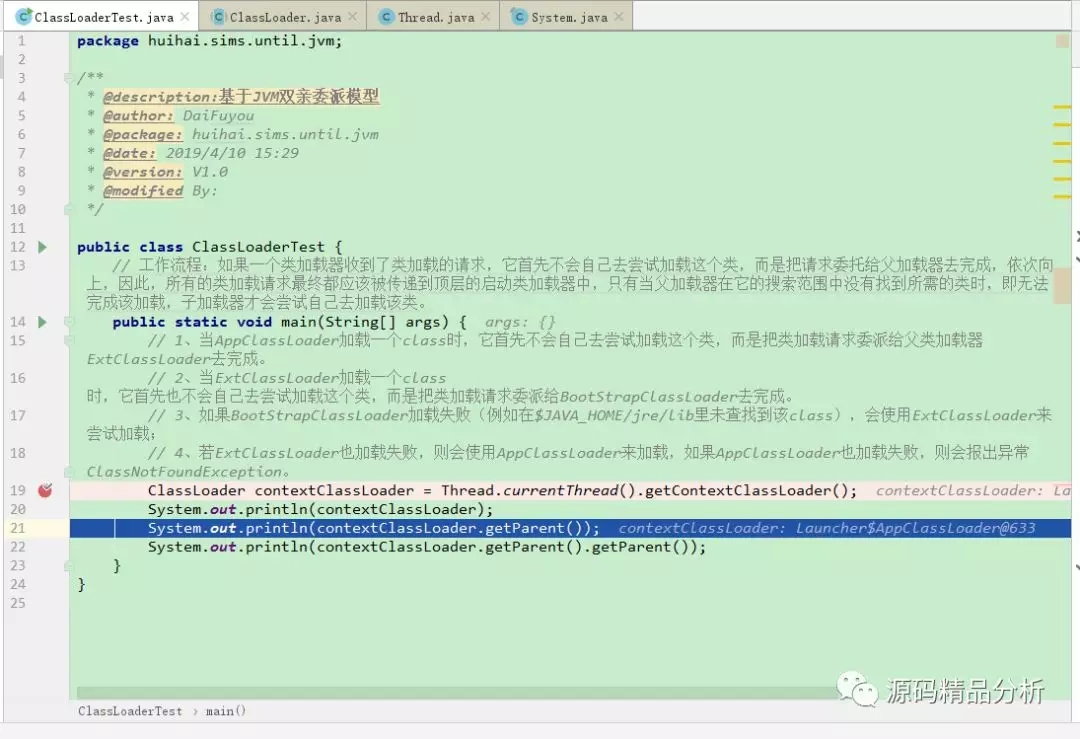 ClassLoaderTest.java × ClassLoader.java × Thread.java × System.java ×
1 package huihai.sims.until.jvm;
2
3 /**
4 * @description:基于JVM双亲委派模型
5 * @author: DaiFuyou
6 * @package: huihai.sims.until.jvm
7 * @date: 2019/4/10 15:29
8 * @version: V1.0
9 * @modified By:
10 */
11
12 public class ClassLoaderTest {
13 // 工作流程：如果一个类加载器收到了类加载的请求，它首先不会自己去尝试加载这个类，而是把请求委托给父加载器去完成，依次向
上，因此，所有的类加载请求最终都应该被传递到顶层的启动类加载器中，只有当父加载器在它的搜索范围中没有找到所需的类时，即无法
完成该加载，子加载器才会尝试自己去加载该类。
14 public static void main(String[] args) { args: {}
15 // 1、当AppClassLoader加载一个class时，它首先不会自己去尝试加载这个类，而是把类加载请求委派给父类加载器
ExtClassLoader去完成。
16 // 2、当ExtClassLoader加载一个class
时，它首先也不会自己去尝试加载这个类，而是把类加载请求委派给BootStrapClassLoader去完成。
17 // 3、如果BootStrapClassLoader加载失败（例如在$JAVA_HOME/jre/lib里未查找到该class），会使用ExtClassLoader来
尝试加载；
18 // 4、若ExtClassLoader也加载失败，则会使用AppClassLoader来加载，如果AppClassLoader也加载失败，则会报出异常
ClassNotFoundException。
19 ClassLoader contextClassLoader = Thread.currentThread().getContextClassLoader(); contextClassLoader: La
20 System.out.println(contextClassLoader);
21 System.out.println(contextClassLoader.getParent()); contextClassLoader: Launcher$AppClassLoader@633
22 System.out.println(contextClassLoader.getParent().getParent());
23 }
24 }
25
源码精品分析
ClassLoaderTest › main()